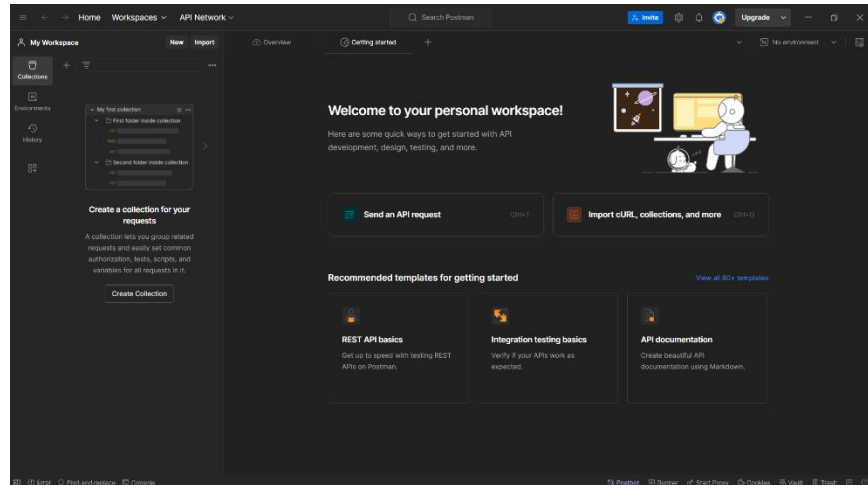 Home Workspaces API Network Search Postman Invite Upgrade
My Workspace New Import Overview Getting started No environment
Collections
Environments
History
My first collection
First folder inside collection
Second folder inside collection
Create a collection for your
requests
A collection lets you group related
requests and easily set common
authorization, tests, scripts, and
variables for all requests in it.
Create Collection
Welcome to your personal workspace!
Here are some quick ways to get started with API
development, design, testing, and more.
Send an API request Ctrl+T
Import cURL, collections, and more Ctrl+O
Recommended templates for getting started View all 60+ templates
REST API basics
Get up to speed with testing REST
APIs on Postman.
Integration testing basics
Verify if your APIs work as
expected.
API documentation
Create beautiful API
documentation using Markdown.
Error Find and replace Console Postbot Runner Start Proxy Cookies Vault Trash